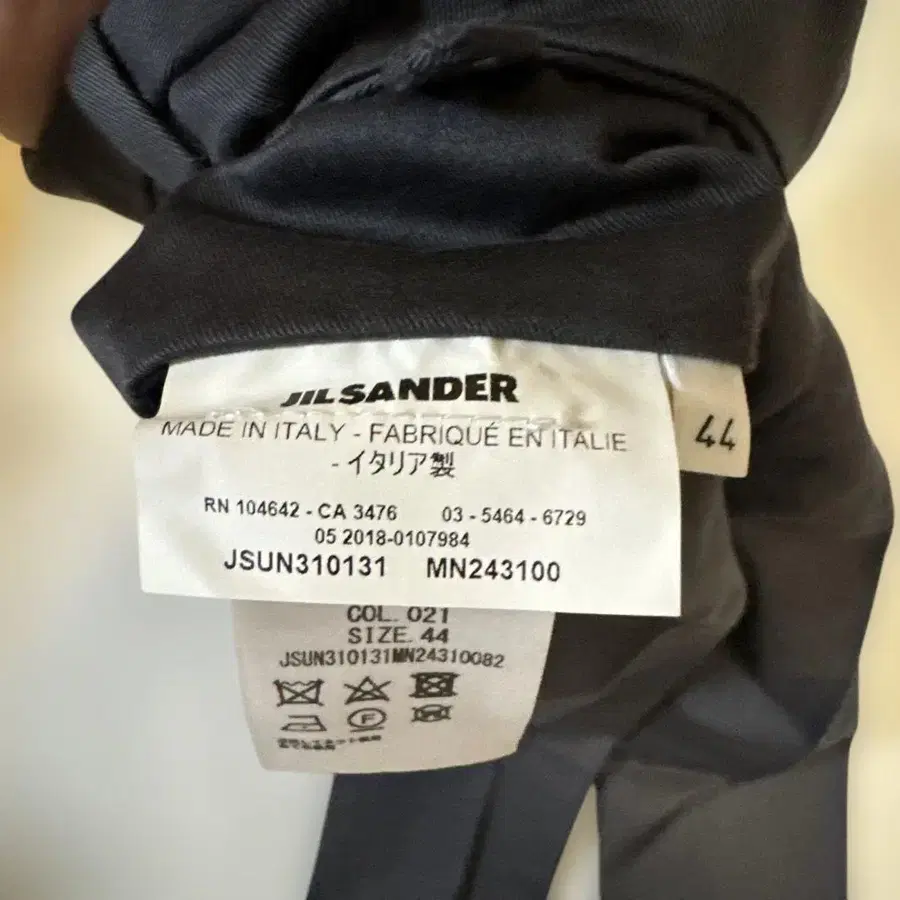 JILSANDER
MADE IN ITALY - FABRIQUÉ EN ITALIE
- イタリア製
44
RN 104642 - CA 3476 03 - 5464 - 6729
05 2018-0107984
JSUN310131 MN243100
COL. 021
SIZE. 44
JSUN310131MN24310082
F
W